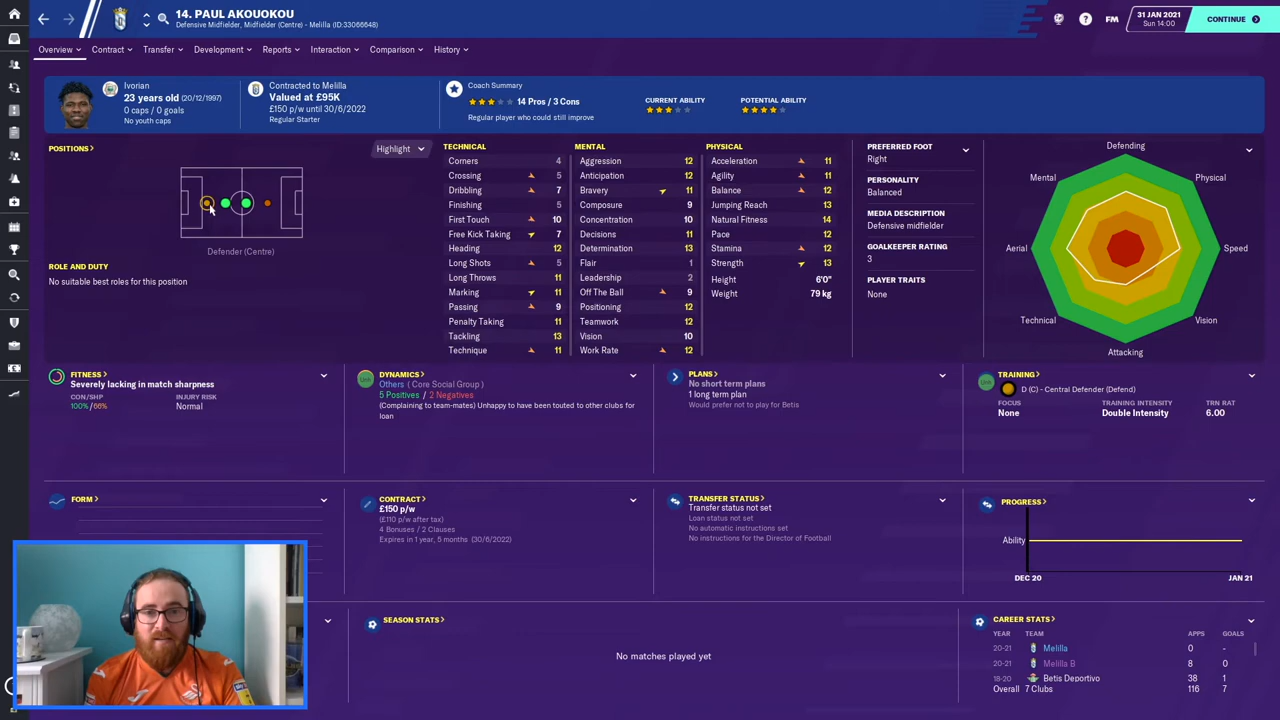 14. PAUL AKOUOKOU
Defensive Midfielder, Midfielder (Centre) - Melilla (ID:33066648)
FM
31 JAN 2021
Sun 14:00
CONTINUE
Overview Contract Transfer Development Reports Interaction Comparison History
Ivorian
23 years old (20/12/1997)
0 caps / 0 goals
No youth caps
Contracted to Melilla
Valued at £95K
£150 p/w until 30/6/2022
Regular Starter
Coach Summary
14 Pros / 3 Cons
Regular player who could still improve
CURRENT ABILITY
POTENTIAL ABILITY
POSITIONS
Highlight
Defender (Centre)
ROLE AND DUTY
No suitable best roles for this position
TECHNICAL
Corners 4
Crossing 5
Dribbling 7
Finishing 5
First Touch 10
Free Kick Taking 7
Heading 12
Long Shots 5
Long Throws 11
Marking 11
Passing 9
Penalty Taking 11
Tackling 13
Technique 11
MENTAL
Aggression 12
Anticipation 12
Bravery 11
Composure 9
Concentration 10
Decisions 11
Determination 13
Flair 1
Leadership 2
Off The Ball 9
Positioning 12
Teamwork 12
Vision 10
Work Rate 12
PHYSICAL
Acceleration 11
Agility 11
Balance 12
Jumping Reach 13
Natural Fitness 14
Pace 12
Stamina 12
Strength 13
Height 6'0"
Weight 79 kg
PREFERRED FOOT
Right
PERSONALITY
Balanced
MEDIA DESCRIPTION
Defensive midfielder
GOALKEEPER RATING
3
PLAYER TRAITS
None
Defending
Physical
Speed
Vision
Attacking
Technical
Aerial
Mental
FITNESS
Severely lacking in match sharpness
CON/SHP
100%/66%
INJURY RISK
Normal
DYNAMICS
Others ( Core Social Group )
5 Positives / 2 Negatives
(Complaining to team-mates) Unhappy to have been touted to other clubs for
loan
PLANS
No short term plans
1 long term plan
Would prefer not to play for Betis
TRAINING
D (C) - Central Defender (Defend)
FOCUS
None
TRAINING INTENSITY
Double Intensity
TRN RAT
6.00
FORM
CONTRACT
£150 p/w
(£110 p/w after tax)
4 Bonuses / 2 Clauses
Expires in 1 year, 5 months (30/6/2022)
TRANSFER STATUS
Transfer status not set
Loan status not set
No automatic instructions set
No instructions for the Director of Football
PROGRESS
Ability
DEC 20
JAN 21
SEASON STATS
No matches played yet
CAREER STATS
YEAR TEAM APPS GOALS
20-21 Melilla 0 -
20-21 Melilla B 8 0
18-20 Betis Deportivo 38 1
Overall 7 Clubs 116 7